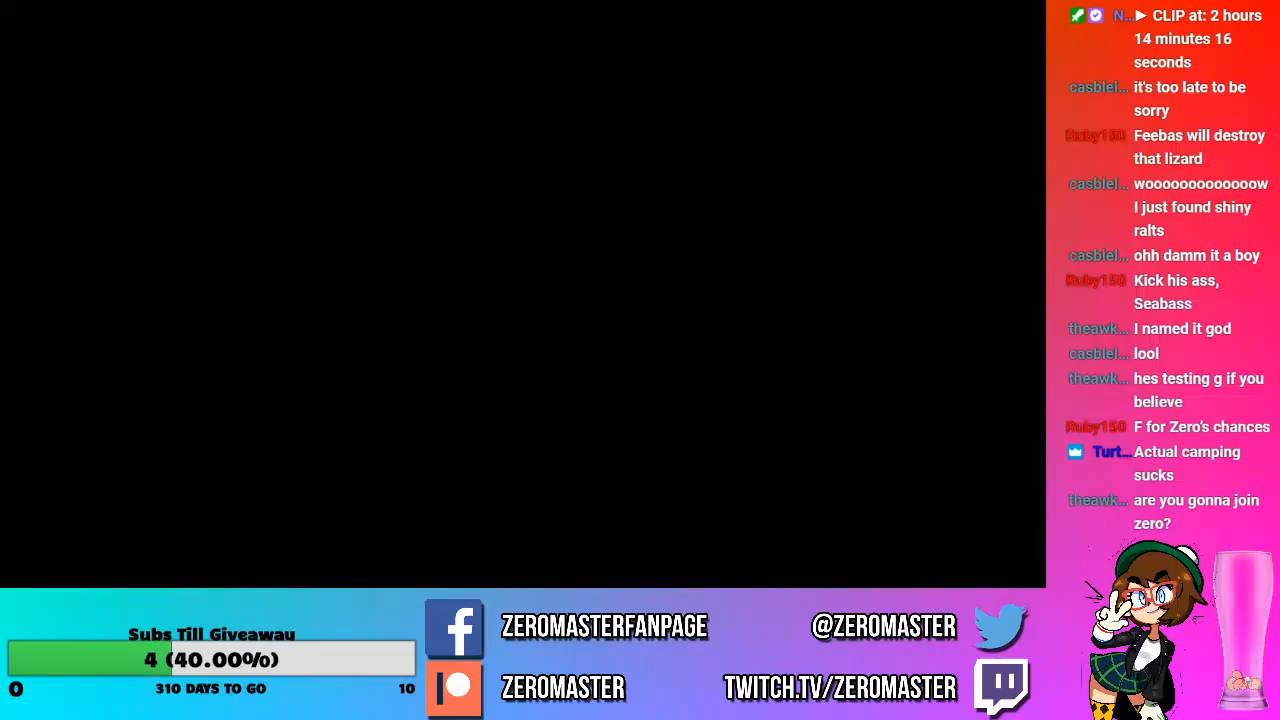 N... ► CLIP at: 2 hours
14 minutes 16
seconds
casblel... it's too late to be
sorry
Ruby150 Feebas will destroy
that lizard
casblel... wooooooooooooow
I just found shiny
ralts
casblel... ohh damm it a boy
Ruby150 Kick his ass,
Seabass
theawk... I named it god
casblel... lool
theawk... hes testing g if you
believe
Ruby150 F for Zero's chances
Turt... Actual camping
sucks
theawk... are you gonna join
zero?
Subs Till Giveawau
4 (40.00%)
0 310 DAYS TO GO 10
ZEROMASTERFANPAGE
@ZEROMASTER
ZEROMASTER
TWITCH.TV/ZEROMASTER